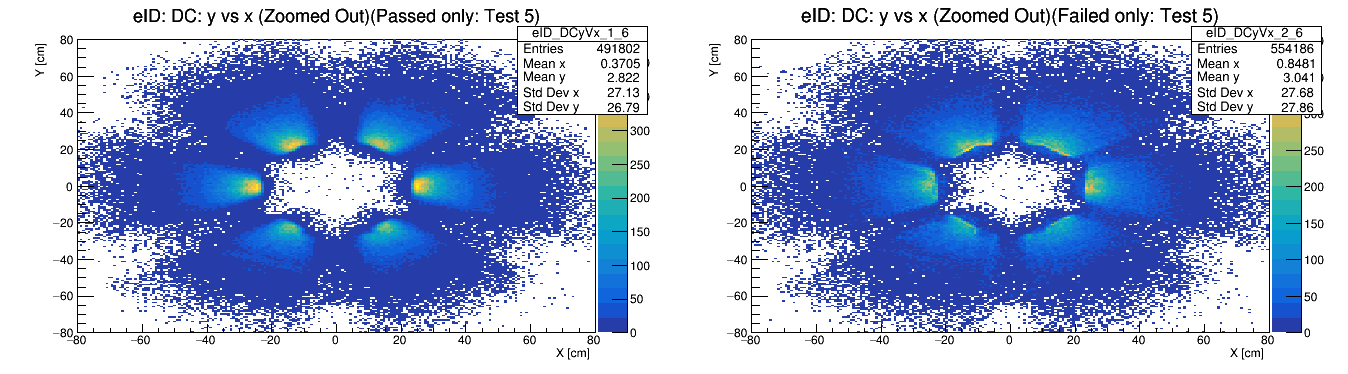 eID: DC: y vs x (Zoomed Out)(Passed only: Test 5)
eID_DCyVx_1_6
Entries 491802
Mean x 0.3705
Mean y 2.822
Std Dev x 27.13
Std Dev y 26.79
Y [cm]
80
60
40
20
0
−20
−40
−60
−80
−80 −60 −40 −20 0 20 40 60 80
X [cm]
300
250
200
150
100
50
0
eID: DC: y vs x (Zoomed Out)(Failed only: Test 5)
eID_DCyVx_2_6
Entries 554186
Mean x 0.8481
Mean y 3.041
Std Dev x 27.68
Std Dev y 27.86
Y [cm]
80
60
40
20
0
−20
−40
−60
−80
−80 −60 −40 −20 0 20 40 60 80
X [cm]
250
200
150
100
50
0